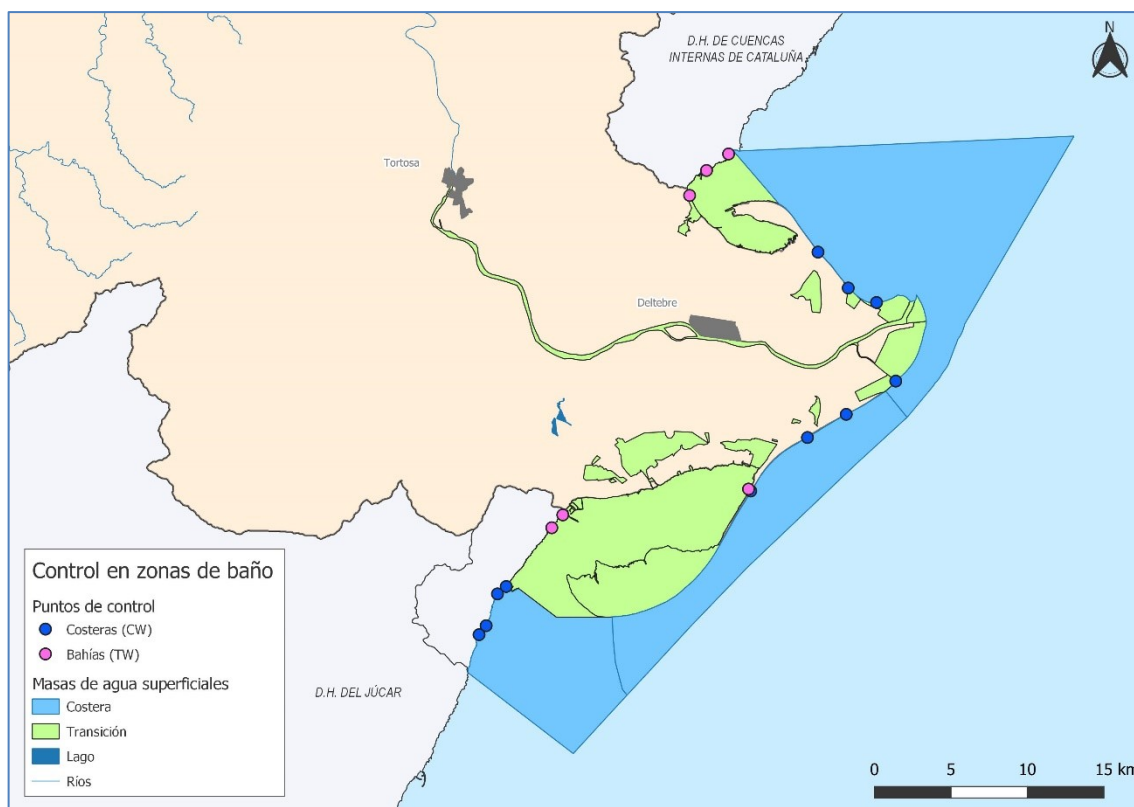 D.H. DE CUENCAS
INTERNAS DE CATALUÑA
N
Tortosa
Deltebre
D.H. DEL JÚCAR
Control en zonas de baño
Puntos de control
Costeras (CW)
Bahías (TW)
Masas de agua superficiales
Costera
Transición
Lago
Ríos
0 5 10 15 km